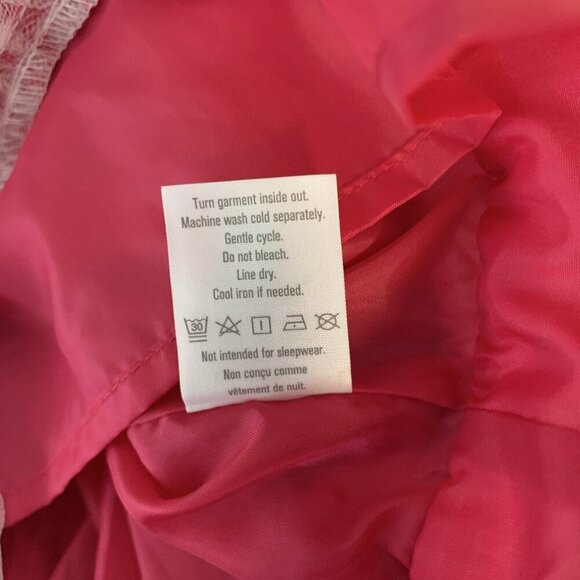 Turn garment inside out.
Machine wash cold separately.
Gentle cycle.
Do not bleach.
Line dry.
Cool iron if needed.
30
Not intended for sleepwear.
Non conçu comme
vêtement de nuit.